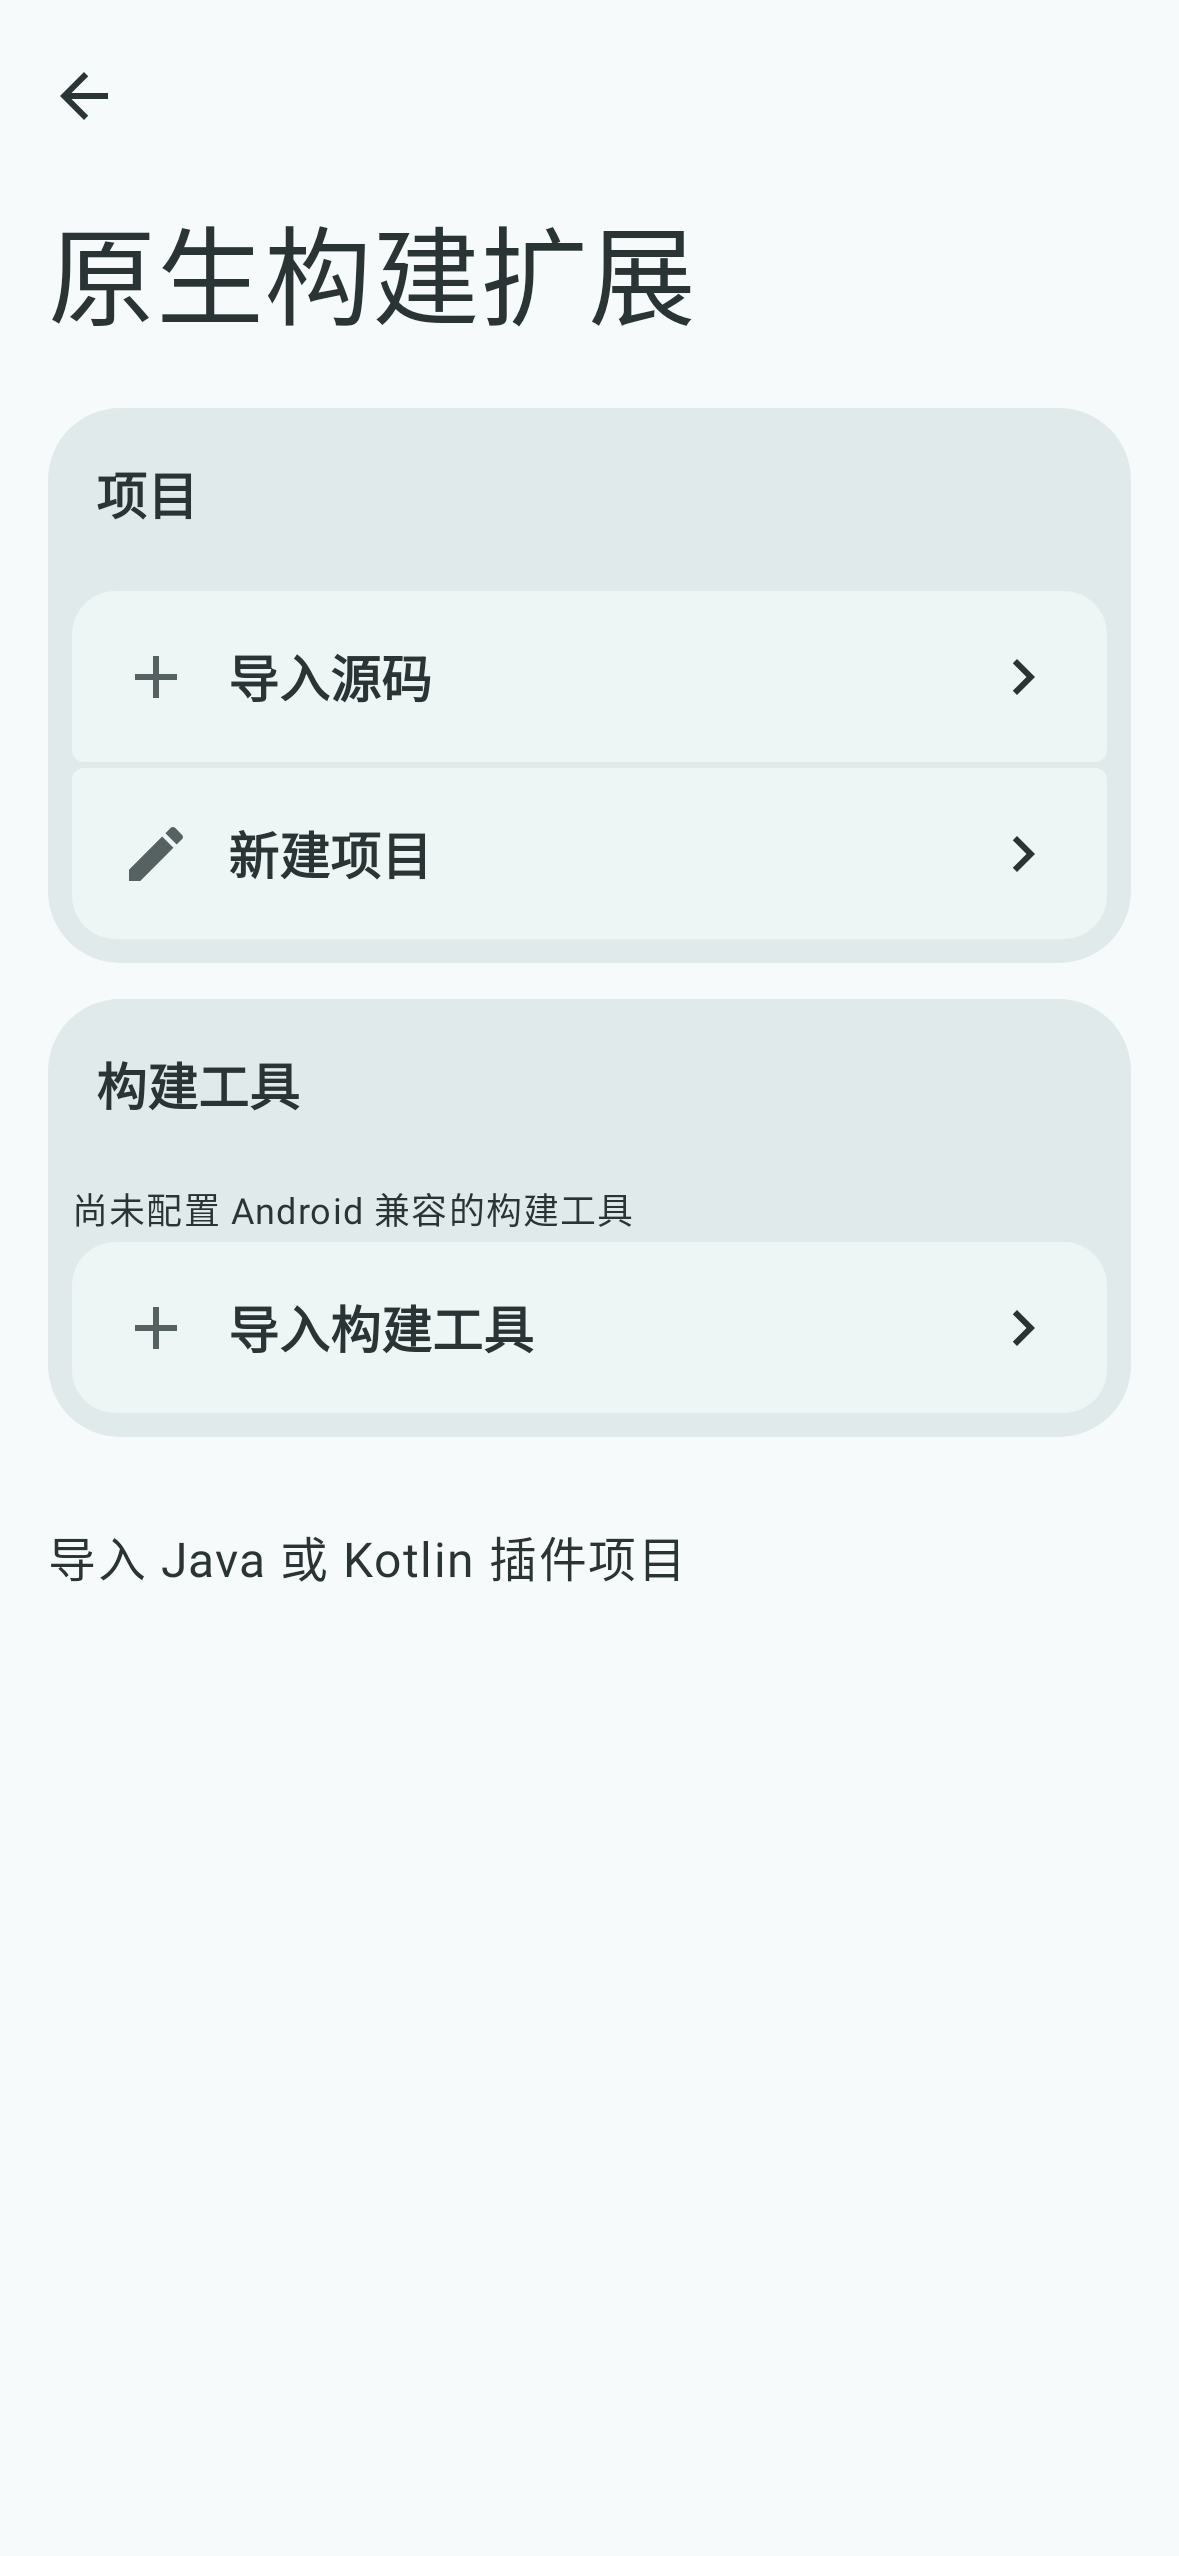 原生构建扩展
项目
导入源码
新建项目
构建工具
尚未配置 Android 兼容的构建工具
导入构建工具
导入 Java 或 Kotlin 插件项目